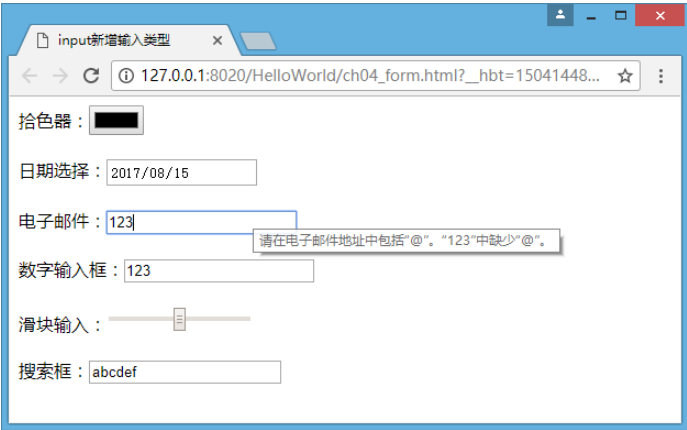 input新增输入类型
127.0.0.1:8020/HelloWorld/ch04_form.html?__hbt=15041448...
拾色器：
日期选择：2017/08/15
电子邮件：123
请在电子邮件地址中包括“@”。“123”中缺少“@”。
数字输入框：123
滑块输入：
搜索框：abcdef